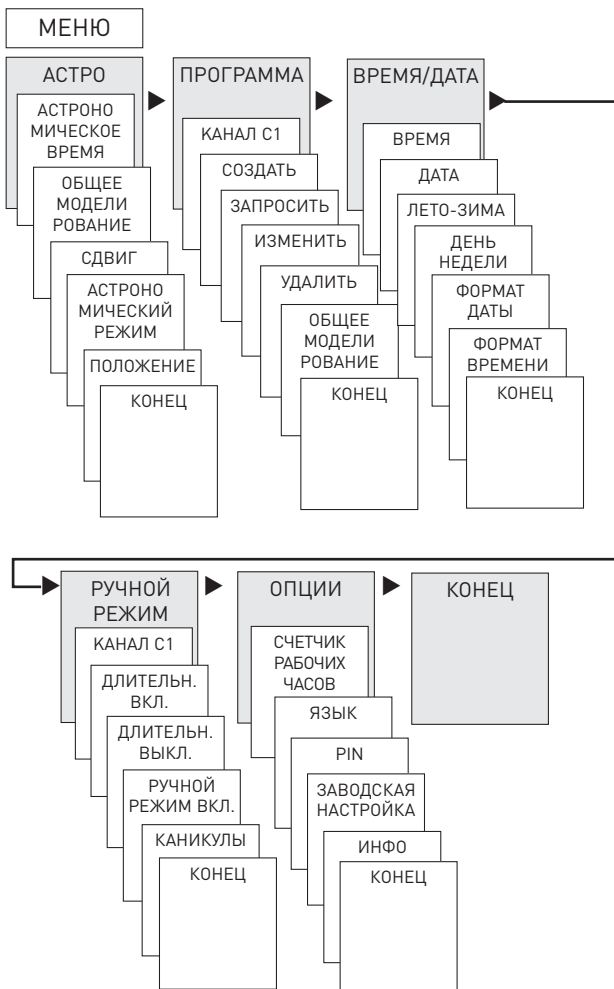 МЕНЮ
АСТРО
АСТРОНО
МИЧЕСКОЕ
ВРЕМЯ
ОБЩЕЕ
МОДЕЛИ
РОВАНИЕ
СДВИГ
АСТРОНО
МИЧЕСКИЙ
РЕЖИМ
ПОЛОЖЕНИЕ
КОНЕЦ
ПРОГРАММА
КАНАЛ C1
СОЗДАТЬ
ЗАПРОСИТЬ
ИЗМЕНИТЬ
УДАЛИТЬ
ОБЩЕЕ
МОДЕЛИ
РОВАНИЕ
КОНЕЦ
ВРЕМЯ/ДАТА
ВРЕМЯ
ДАТА
ЛЕТО-ЗИМА
ДЕНЬ
НЕДЕЛИ
ФОРМАТ
ДАТЫ
ФОРМАТ
ВРЕМЕНИ
КОНЕЦ
РУЧНОЙ
РЕЖИМ
КАНАЛ C1
ДЛИТЕЛЬН.
ВКЛ.
ДЛИТЕЛЬН.
ВЫКЛ.
РУЧНОЙ
РЕЖИМ ВКЛ.
КАНИКУЛЫ
КОНЕЦ
ОПЦИИ
СЧЕТЧИК
РАБОЧИХ
ЧАСОВ
ЯЗЫК
PIN
ЗАВОДСКАЯ
НАСТРОЙКА
ИНФО
КОНЕЦ
КОНЕЦ